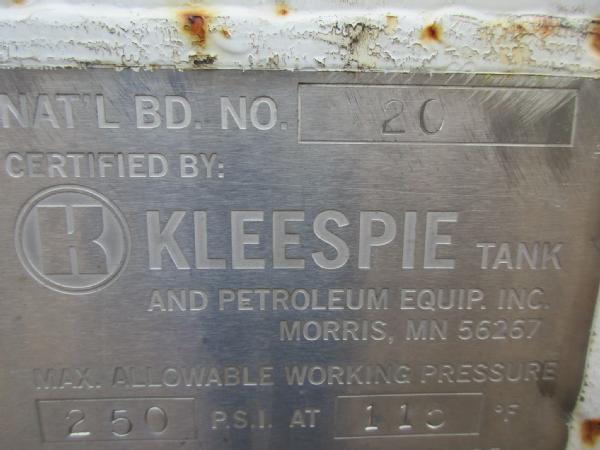 NAT'L BD. NO. 20
CERTIFIED BY:
K KLEESPIE TANK
AND PETROLEUM EQUIP. INC.
MORRIS, MN 56267
MAX. ALLOWABLE WORKING PRESSURE
250 P.S.I. AT 115 °F